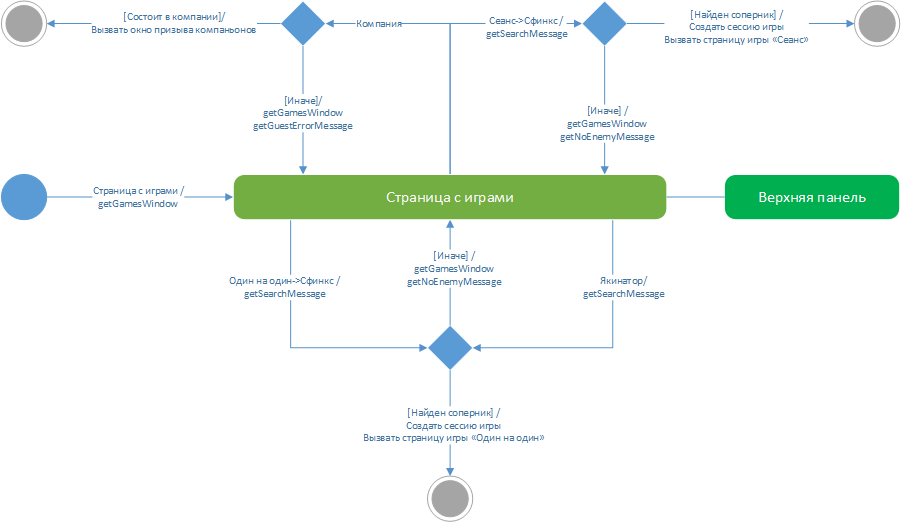 [Состоит в компании]/
Вызвать окно призыва компаньонов
Компания
Сеанс->Сфинкс /
getSearchMessage
[Найден соперник] /
Создать сессию игры
Вызвать страницу игры «Сеанс»
[Иначе]/
getGamesWindow
getGuestErrorMessage
[Иначе] /
getGamesWindow
getNoEnemyMessage
Страница с играми /
getGamesWindow
Страница с играми
Верхняя панель
Один на один->Сфинкс /
getSearchMessage
[Иначе] /
getGamesWindow
getNoEnemyMessage
Якинатор/
getSearchMessage
[Найден соперник] /
Создать сессию игры
Вызвать страницу игры «Один на один»